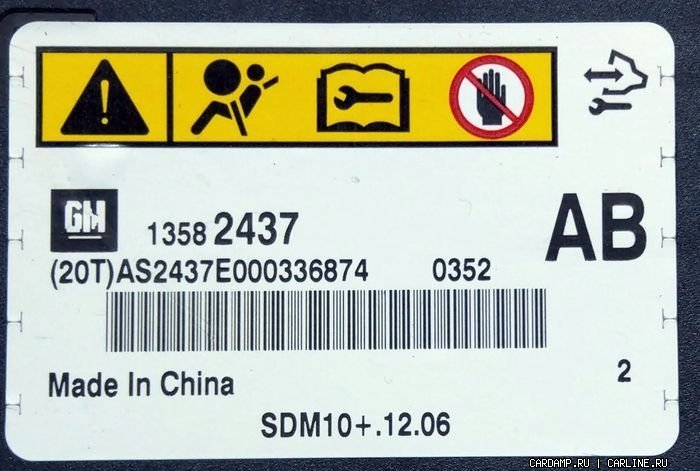 GM 1358 2437 AB
(20T)AS2437E000336874 0352
Made In China 2
SDM10+.12.06
CARDAMP.RU | CARLINE.RU